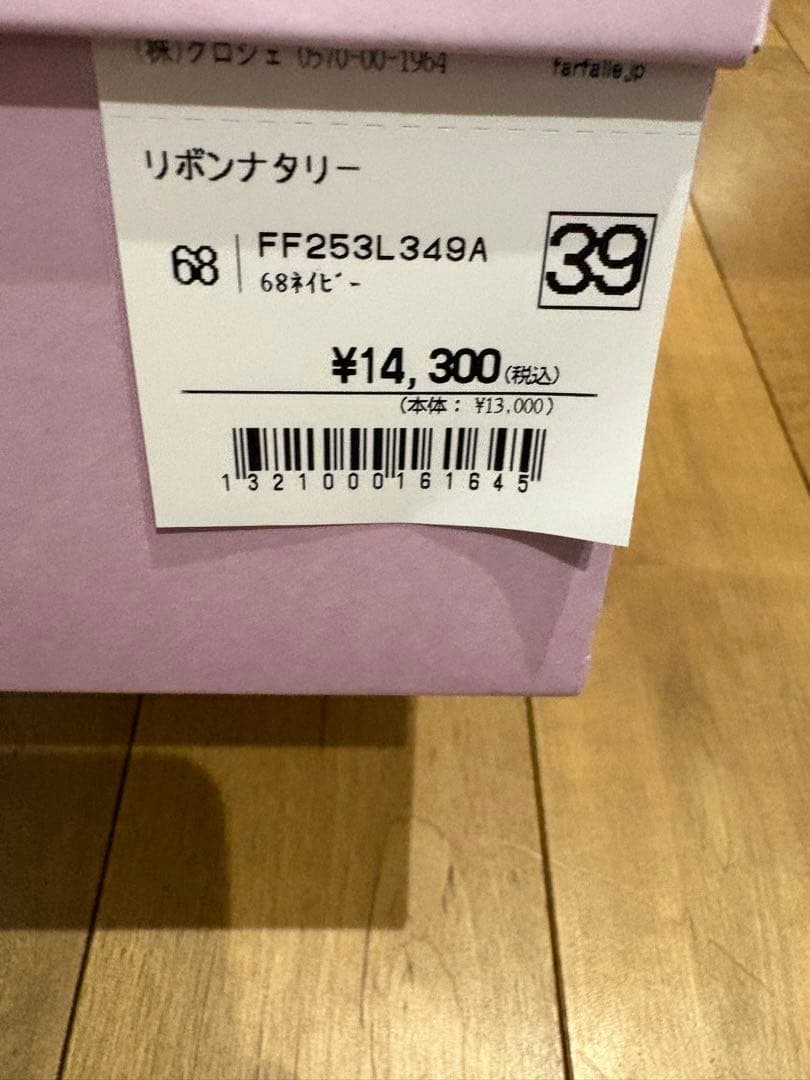 (株)クロシェ 0570-00-1964 farfalle.jp
リボンナタリー
68 FF253L349A 39
68ﾈｲﾋﾞｰ
¥14,300(税込)
(本体: ¥13,000)
1321000161645